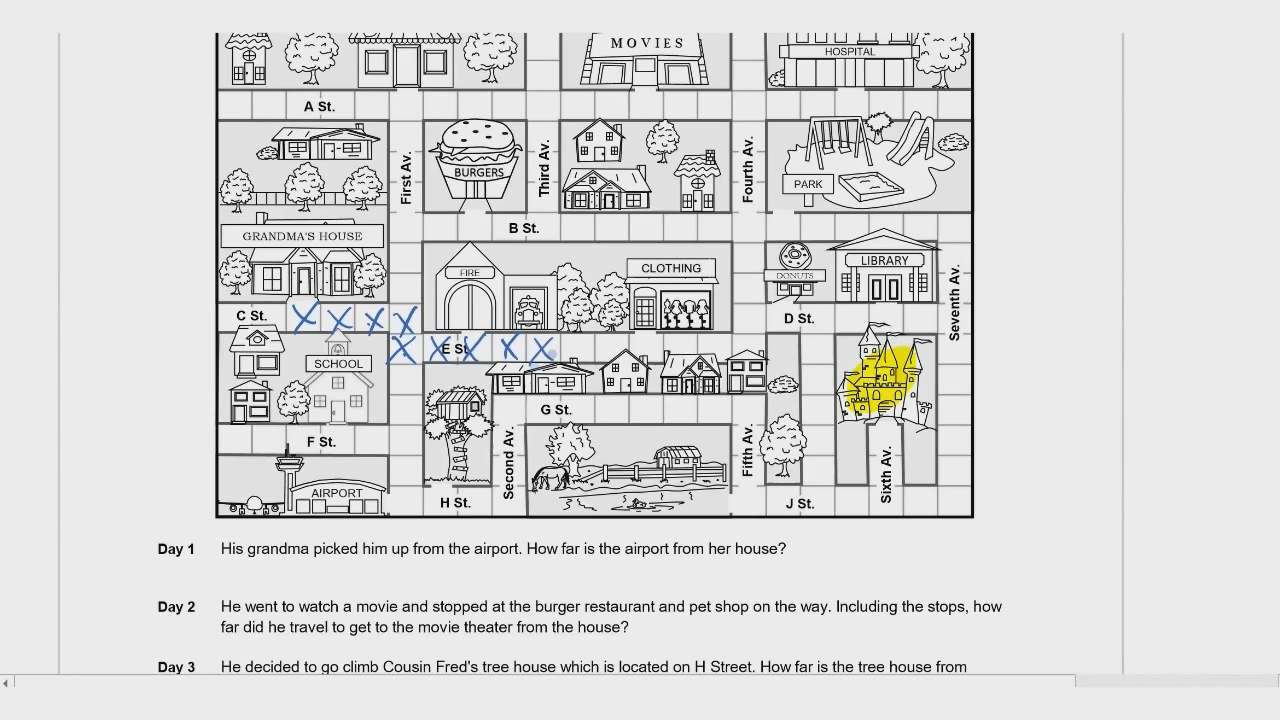 MOVIES
HOSPITAL
A St.
First Av.
BURGERS
Third Av.
Fourth Av.
PARK
B St.
GRANDMA'S HOUSE
FIRE
CLOTHING
DONUTS
LIBRARY
Seventh Av.
C St. X X X X
D St.
X X E St. X X X
SCHOOL
G St.
F St.
Second Av.
Fifth Av.
Sixth Av.
AIRPORT
H St.
J St.
Day 1 His grandma picked him up from the airport. How far is the airport from her house?
Day 2 He went to watch a movie and stopped at the burger restaurant and pet shop on the way. Including the stops, how
far did he travel to get to the movie theater from the house?
Day 3 He decided to go climb Cousin Fred's tree house which is located on H Street. How far is the tree house from